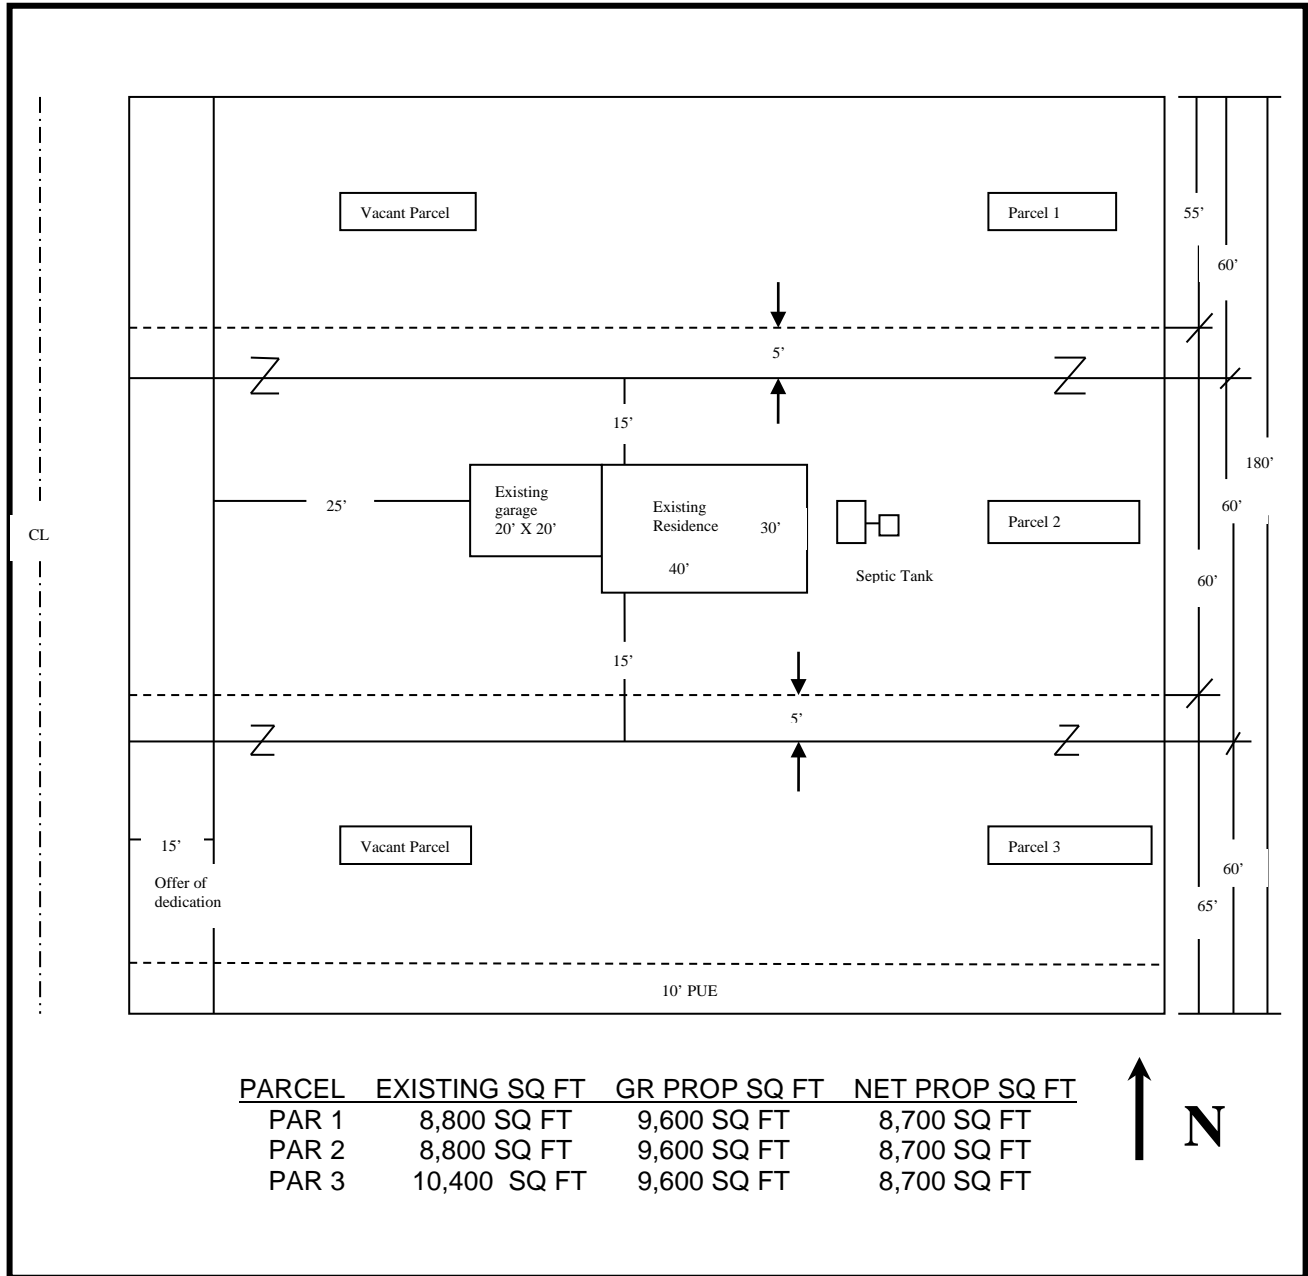 Vacant Parcel
Parcel 1
55’
60’
5’
15’
180’
25’
Existing
garage
20’ X 20’
Existing
Residence
30’
40’
Parcel 2
60’
CL
Septic Tank
60’
15’
5’
15’
Vacant Parcel
Parcel 3
60’
Offer of
dedication
65’
10’ PUE
PARCEL EXISTING SQ FT GR PROP SQ FT NET PROP SQ FT
PAR 1 8,800 SQ FT 9,600 SQ FT 8,700 SQ FT
PAR 2 8,800 SQ FT 9,600 SQ FT 8,700 SQ FT
PAR 3 10,400 SQ FT 9,600 SQ FT 8,700 SQ FT
N